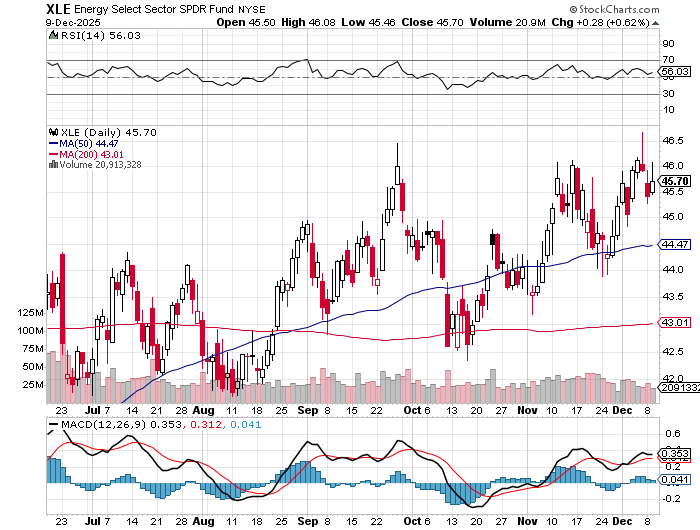 XLE Energy Select Sector SPDR Fund NYSE © StockCharts.com
9-Dec-2025 Open 45.50 High 46.08 Low 45.46 Close 45.70 Volume 20.9M Chg +0.28 (+0.62%)
RSI(14) 56.03
90
70
56.03
50
30
10
XLE (Daily) 45.70
MA(50) 44.47
MA(200) 43.01
Volume 20,913,328
46.5
46.0
45.70
45.5
45.0
44.47
44.0
43.5
43.01
42.5
42.0
125M
100M
75M
50M
25M
2091332
23 Jul 7 14 21 28 Aug 11 18 25 Sep 8 15 22 Oct 6 13 20 27 Nov 10 17 24 Dec 8
MACD(12,26,9) 0.353, 0.312, 0.041
0.6
0.353
0.2
0.041
-0.2
23 Jul 7 14 21 28 Aug 11 18 25 Sep 8 15 22 Oct 6 13 20 27 Nov 10 17 24 Dec 8